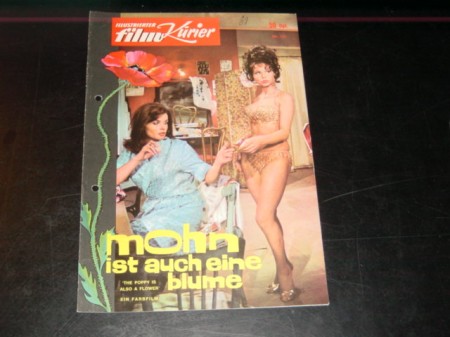 ILLUSTRIERTER
film Kurier
mohn
ist auch eine
blume
'THE POPPY IS
ALSO A FLOWER'
EIN FARBFILM